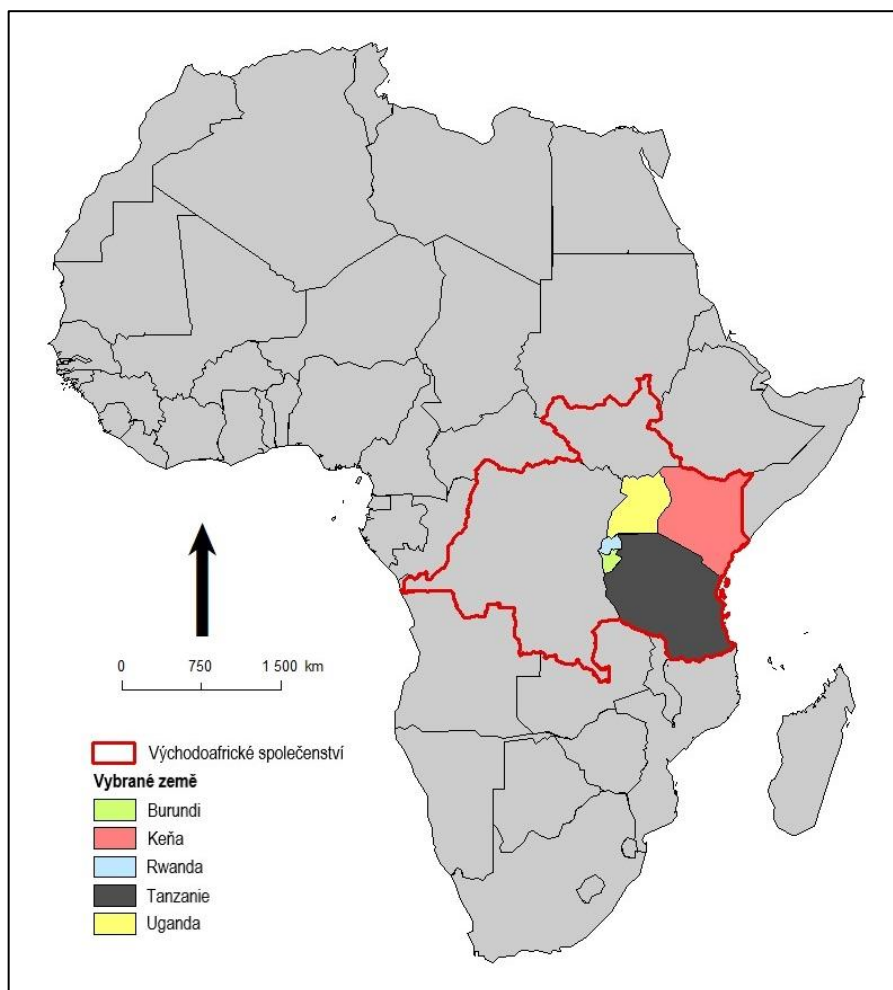 0 750 1 500 km
Východoafrické společenství
Vybrané země
Burundi
Keňa
Rwanda
Tanzanie
Uganda